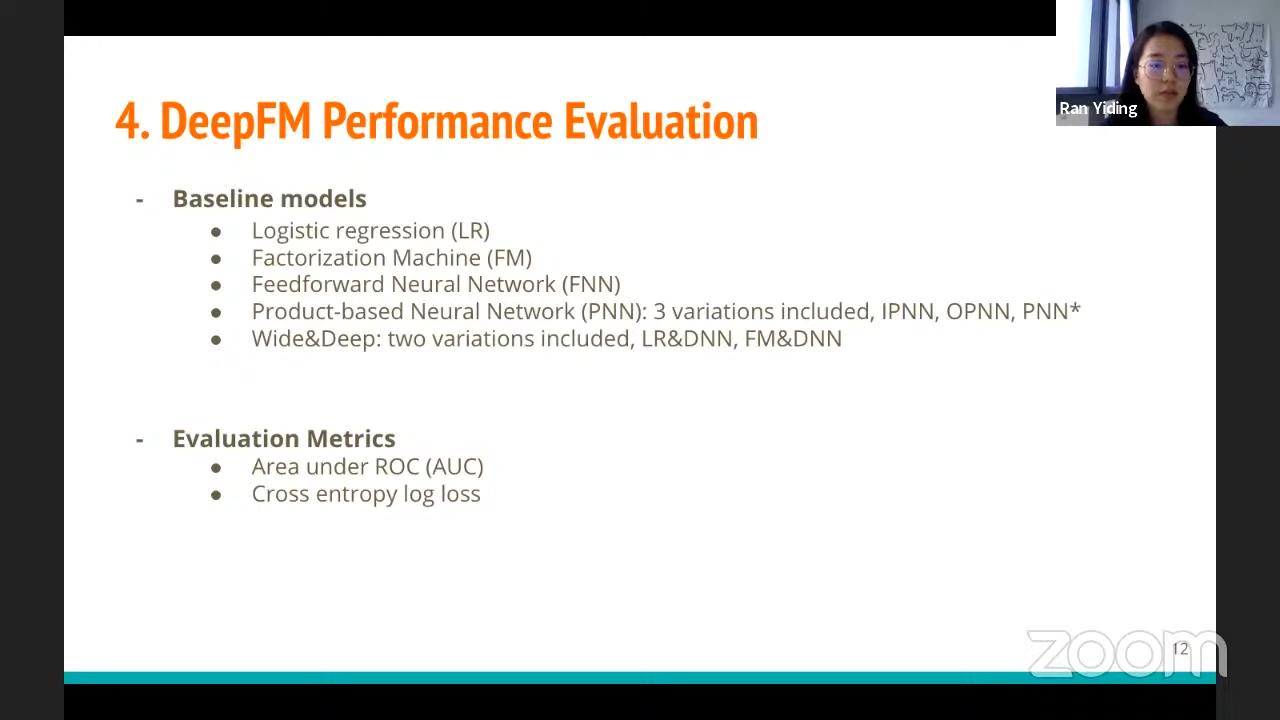 4. DeepFM Performance Evaluation
Ran Yiding
- Baseline models
● Logistic regression (LR)
● Factorization Machine (FM)
● Feedforward Neural Network (FNN)
● Product-based Neural Network (PNN): 3 variations included, IPNN, OPNN, PNN*
● Wide&Deep: two variations included, LR&DNN, FM&DNN
- Evaluation Metrics
● Area under ROC (AUC)
● Cross entropy log loss
12
zoom